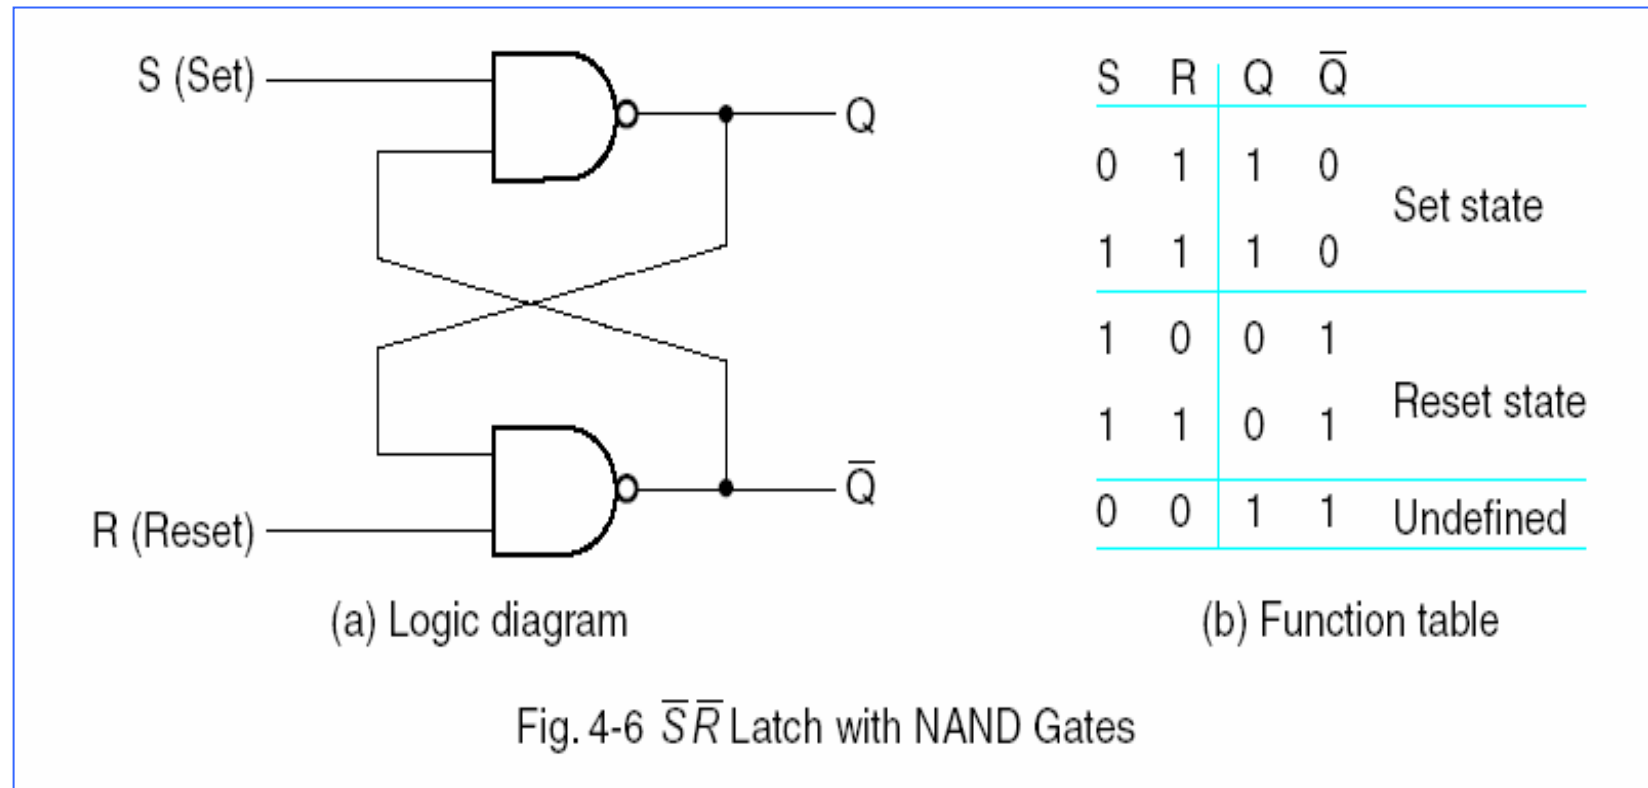 S (Set)
Q
Q̅
R (Reset)
(a) Logic diagram
S R Q Q̅
0 1 1 0
Set state
1 1 1 0
1 0 0 1
Reset state
1 1 0 1
0 0 1 1 Undefined
(b) Function table
Fig. 4-6 S̅ R̅ Latch with NAND Gates